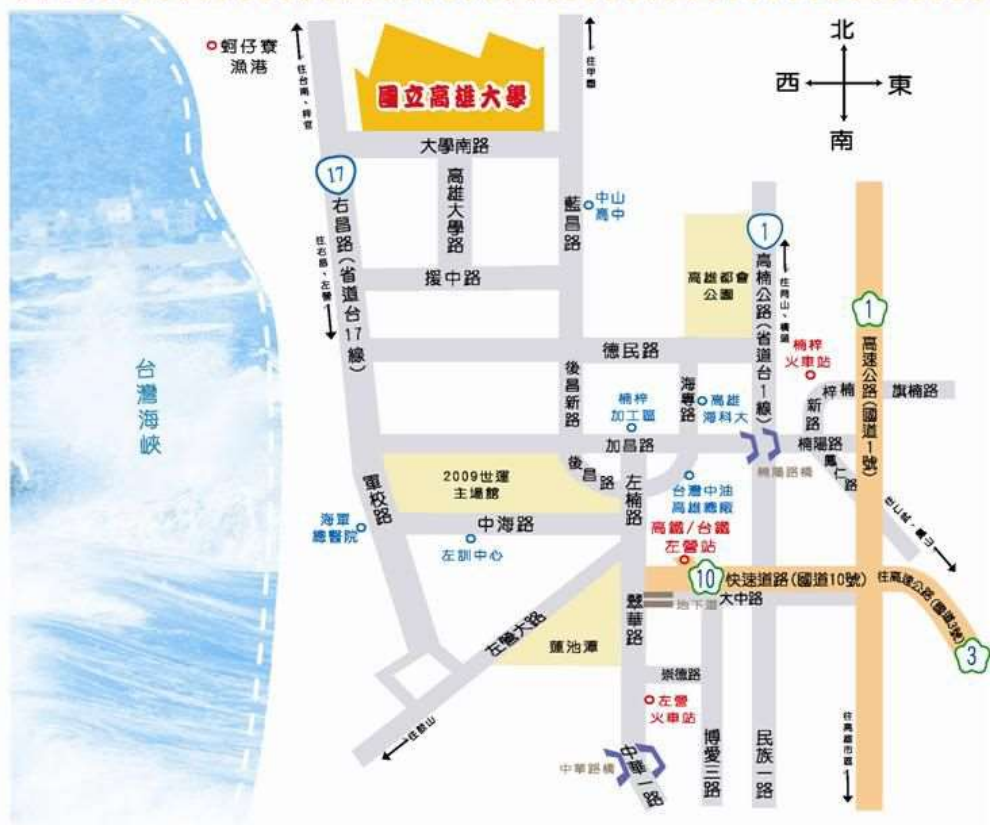 北
西
東
南
蚵仔寮
漁港
往台南、梓官
國立高雄大學
往甲圍
大學南路
17
右昌路(省道台17線)
高雄大學路
藍昌路
中山
高中
1
高楠公路(省道台1線)
往岡山、橋頭
1
高速公路(國道1號)
往右昌、左營
援中路
高雄都會
公園
德民路
楠梓
火車站
台灣海峽
後昌新路
楠梓
加工區
海專路
高雄
海科大
新路
梓楠
旗楠路
加昌路
楠陽路
楠陽路橋
鳳仁路
2009世運
主場館
後昌路
左楠路
台灣中油
高雄總廠
軍校路
海軍
總醫院
中海路
左訓中心
高鐵/台鐵
左營站
10
快速道路(國道10號)
往高速公路(國道3號)
3
大中路
地下道
翠華路
左營大路
蓮池潭
崇德路
左營
火車站
往鼓山
中華路橋
中華一路
博愛三路
民族一路
往高雄市區